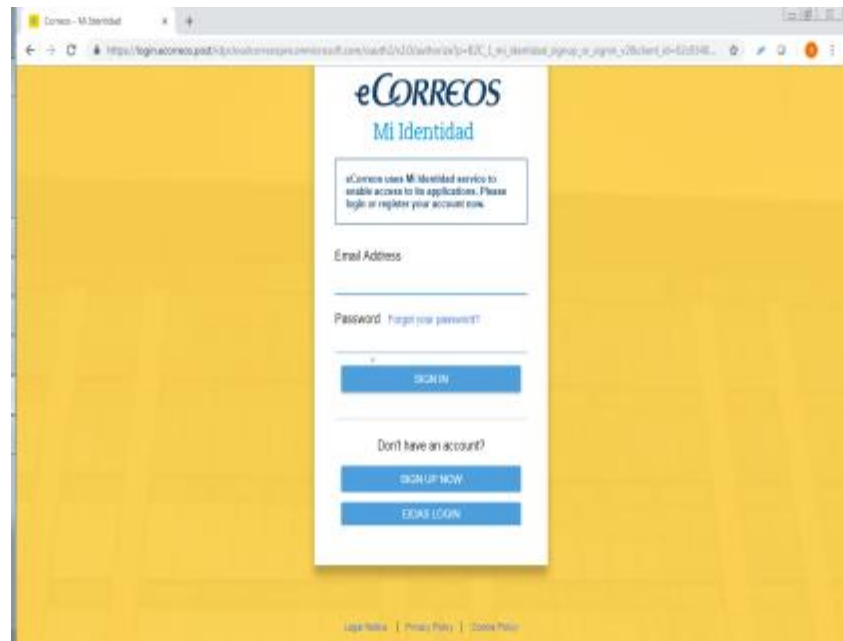 Correos - Mi Identidad
eCORREOS
Mi Identidad
eCorreos uses Mi Identidad service to
enable access to its applications. Please
login or register your account now.
Email Address
Password Forgot your password?
SIGN IN
Don't have an account?
SIGN UP NOW
EIDAS LOGIN
Legal Notice | Privacy Policy | Cookie Policy